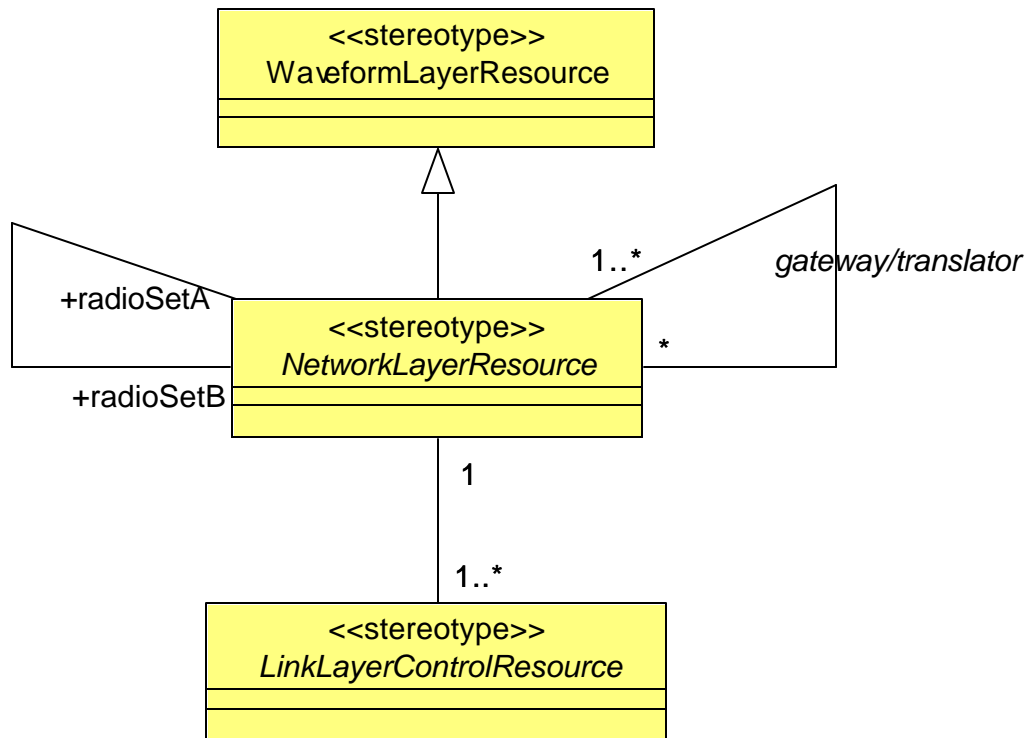 <<stereotype>>
WaveformLayerResource
1..*
gateway/translator
+radioSetA
<<stereotype>>
NetworkLayerResource
*
+radioSetB
1
1..*
<<stereotype>>
LinkLayerControlResource